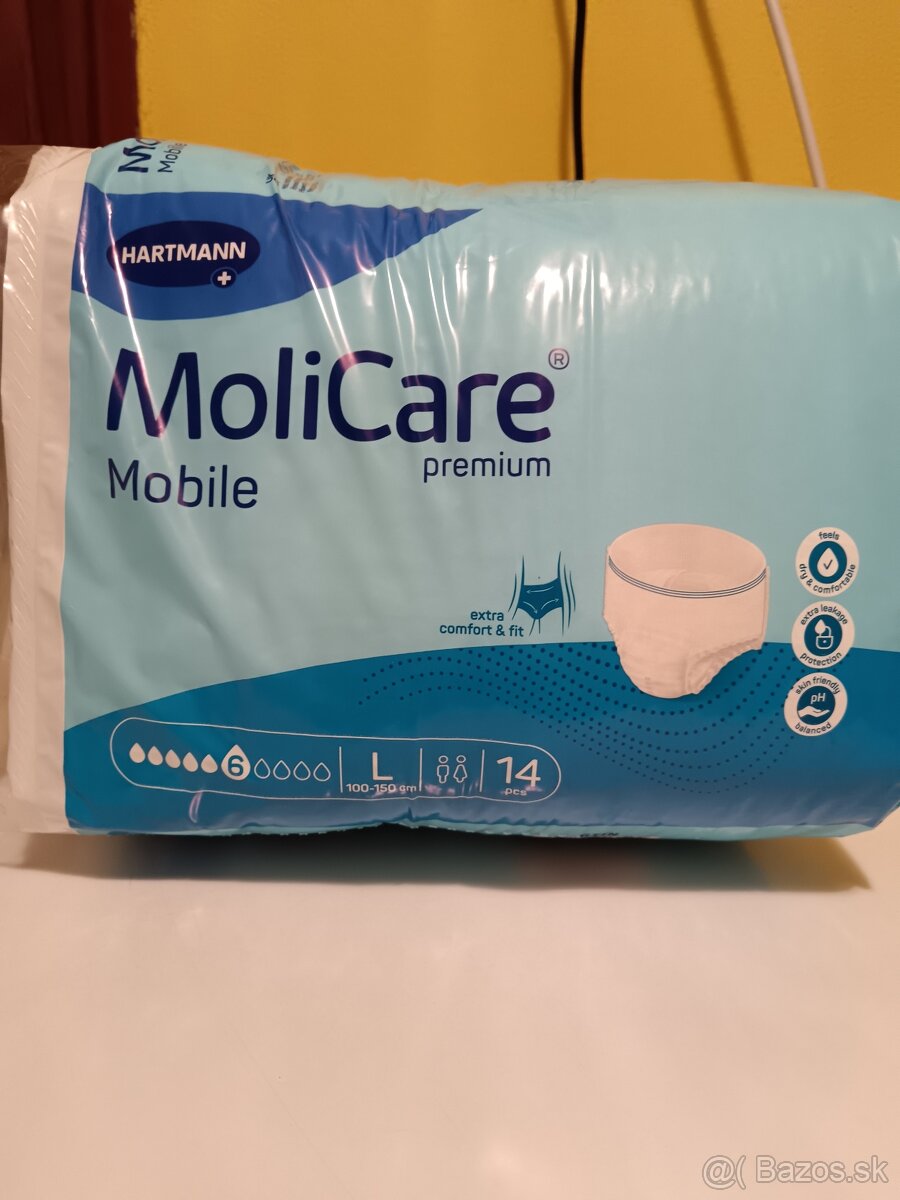 Mobile
HARTMANN
MoliCare®
premium
Mobile
extra
comfort & fit
feels
dry & comfortable
extra leakage
protection
skin friendly
pH
balanced
6
L
100-150 cm
14
pcs
@( Bazos.sk